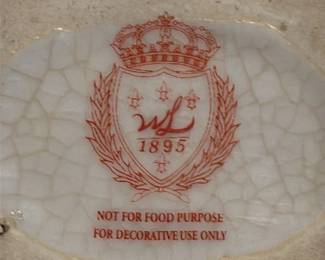 WL
1895
NOT FOR FOOD PURPOSE
FOR DECORATIVE USE ONLY